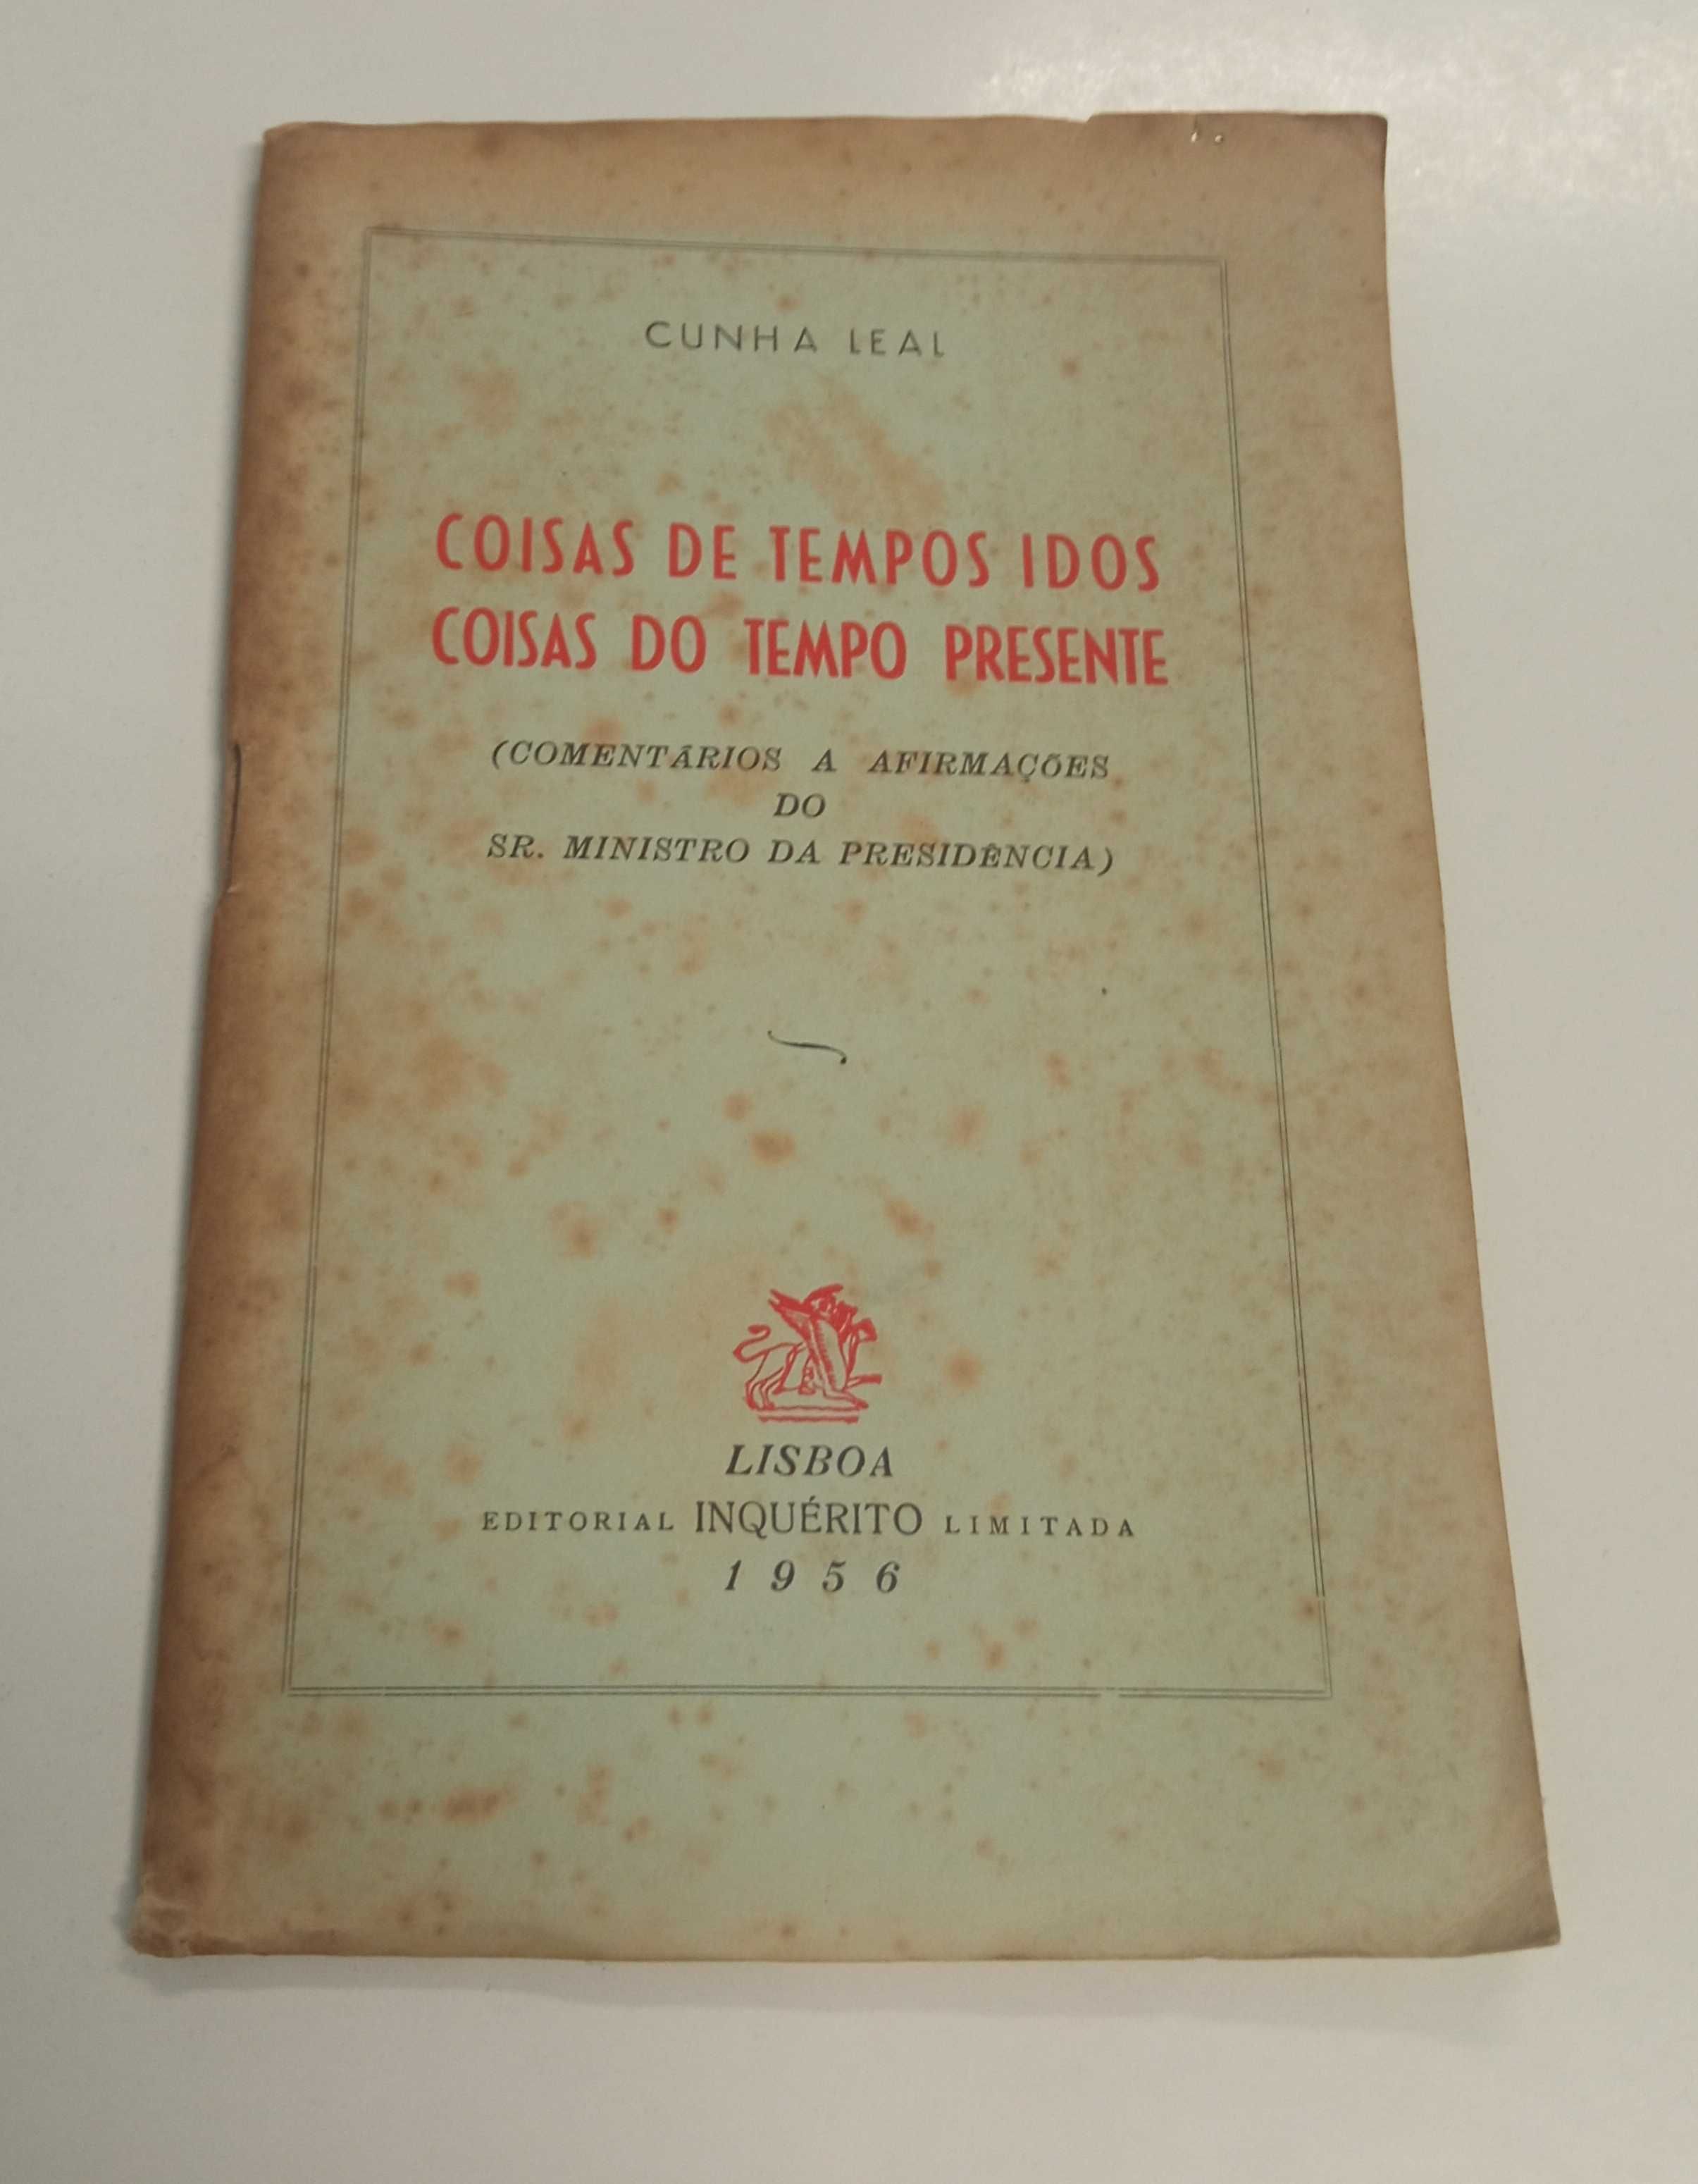 CUNHA LEAL
COISAS DE TEMPOS IDOS
COISAS DO TEMPO PRESENTE
(COMENTÁRIOS A AFIRMAÇÕES
DO
SR. MINISTRO DA PRESIDÊNCIA)
LISBOA
EDITORIAL INQUÉRITO LIMITADA
1956